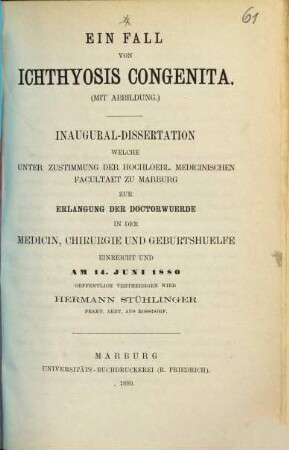 61
EIN FALL
VON
ICHTHYOSIS CONGENITA.
(MIT ABBILDUNG.)
INAUGURAL-DISSERTATION
WELCHE
UNTER ZUSTIMMUNG DER HOCHLOEBL. MEDICINISCHEN
FACULTAET ZU MARBURG
ZUR
ERLANGUNG DER DOCTORWUERDE
IN DER
MEDICIN, CHIRURGIE UND GEBURTSHUELFE
EINREICHT UND
AM 14. JUNI 1880
OEFFENTLICH VERTHEIDIGEN WIRD
HERMANN STÜHLINGER
PRAKT. ARZT, AUS ROSSDORF.
MARBURG
UNIVERSITÄTS-BUCHDRUCKEREI (R. FRIEDRICH).
1880.